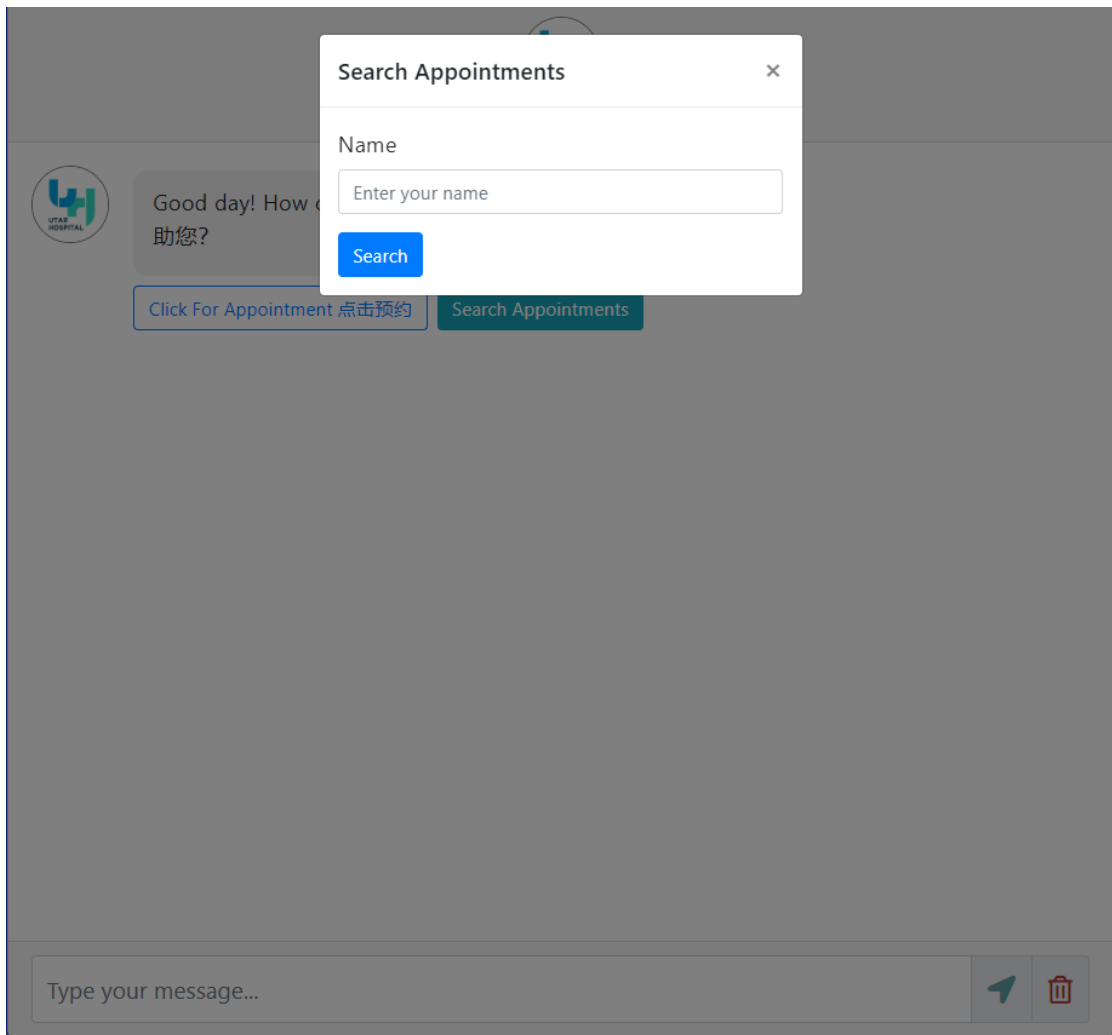 Search Appointments
×
Name
Enter your name
Search
UTAR
HOSPITAL
Good day! How
助您?
Click For Appointment 点击预约
Search Appointments
Type your message...